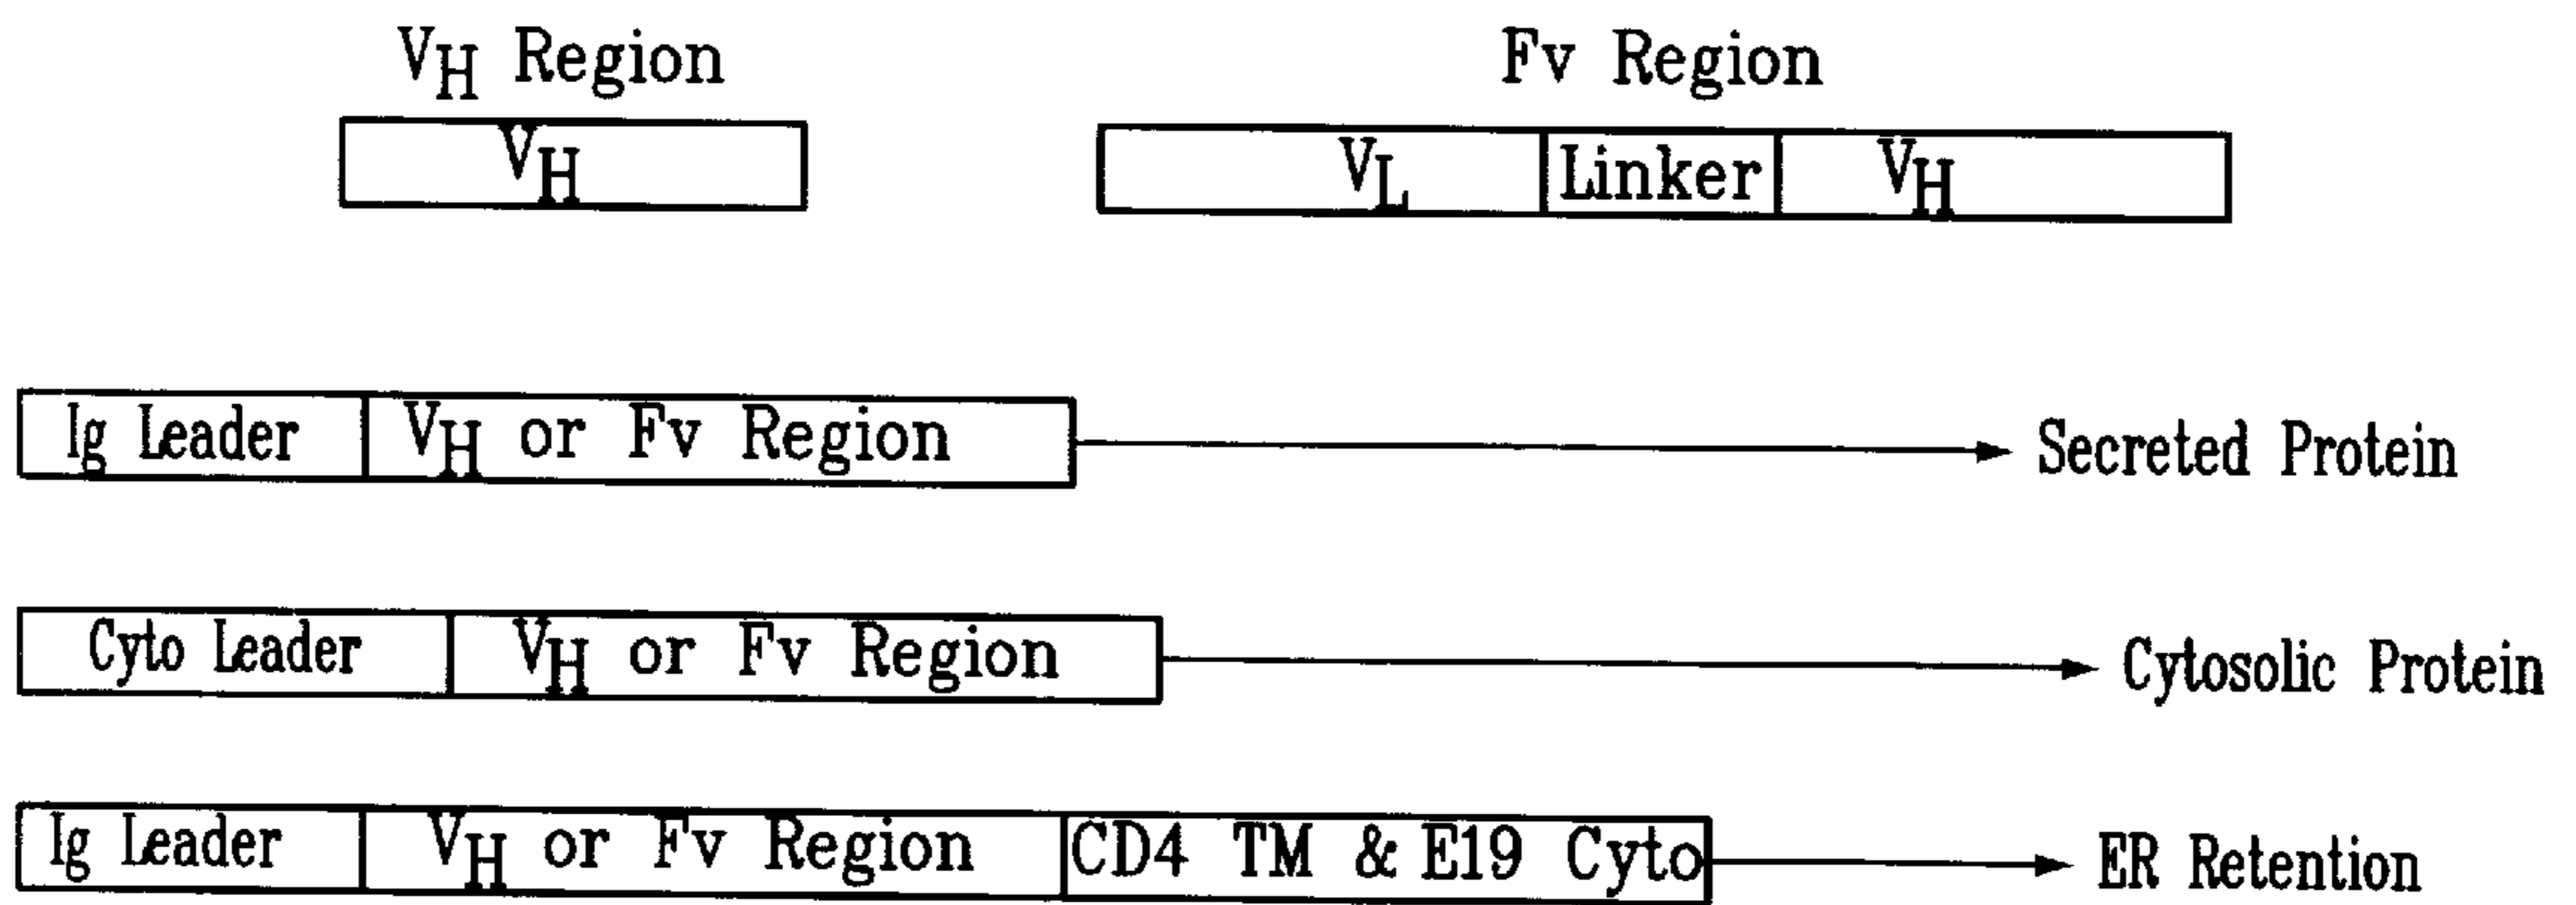 VH Region
Fv Region
VH
VL Linker VH
Ig Leader VH or Fv Region Secreted Protein
Cyto Leader VH or Fv Region Cytosolic Protein
Ig Leader VH or Fv Region CD4 TM & E19 Cyto ER Retention